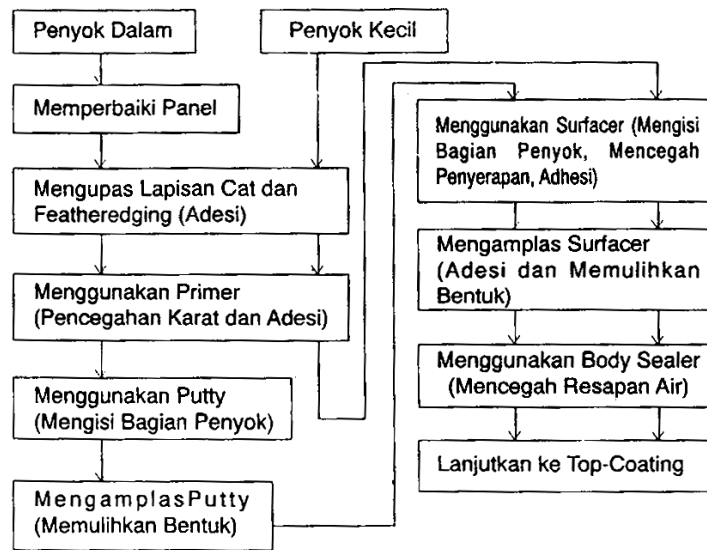 Penyok Dalam
Penyok Kecil
Memperbaiki Panel
Mengupas Lapisan Cat dan
Featheredging (Adesi)
Menggunakan Primer
(Pencegahan Karat dan Adesi)
Menggunakan Putty
(Mengisi Bagian Penyok)
MengamplasPutty
(Memulihkan Bentuk)
Menggunakan Surfacer (Mengisi
Bagian Penyok, Mencegah
Penyerapan, Adhesi)
Mengamplas Surfacer
(Adesi dan Memulihkan
Bentuk)
Menggunakan Body Sealer
(Mencegah Resapan Air)
Lanjutkan ke Top-Coating